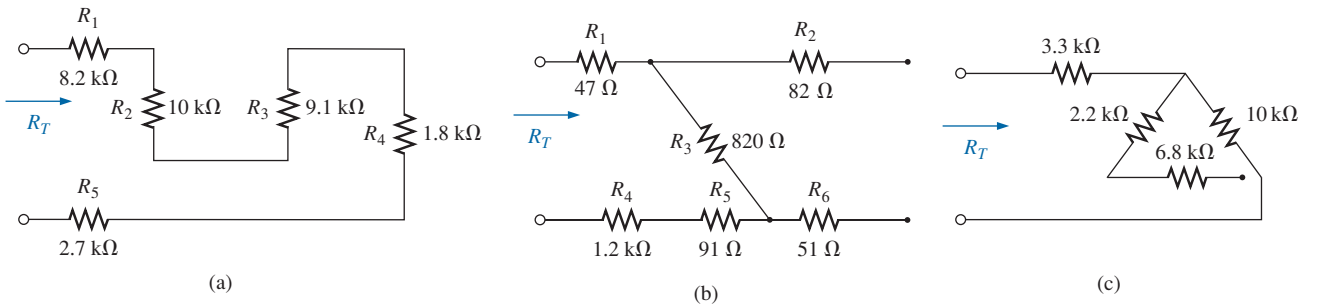 R1
8.2 kΩ
RT
R2
10 kΩ
R3
9.1 kΩ
R4
1.8 kΩ
R5
2.7 kΩ
(a)
R1
47 Ω
R2
82 Ω
RT
R3
820 Ω
R4
R5
R6
1.2 kΩ
91 Ω
51 Ω
(b)
3.3 kΩ
2.2 kΩ
10 kΩ
RT
6.8 kΩ
(c)